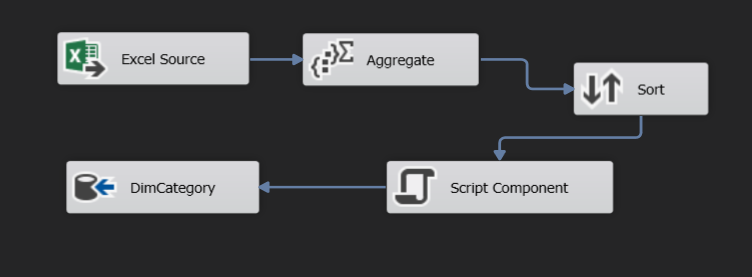 Excel Source
Aggregate
Sort
Script Component
DimCategory